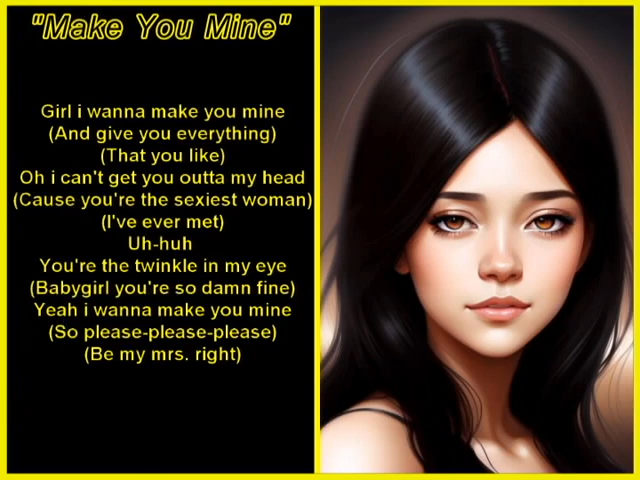 "Make You Mine"
Girl i wanna make you mine
(And give you everything)
(That you like)
Oh i can't get you outta my head
(Cause you're the sexiest woman)
(I've ever met)
Uh-huh
You're the twinkle in my eye
(Babygirl you're so damn fine)
Yeah i wanna make you mine
(So please-please-please)
(Be my mrs. right)